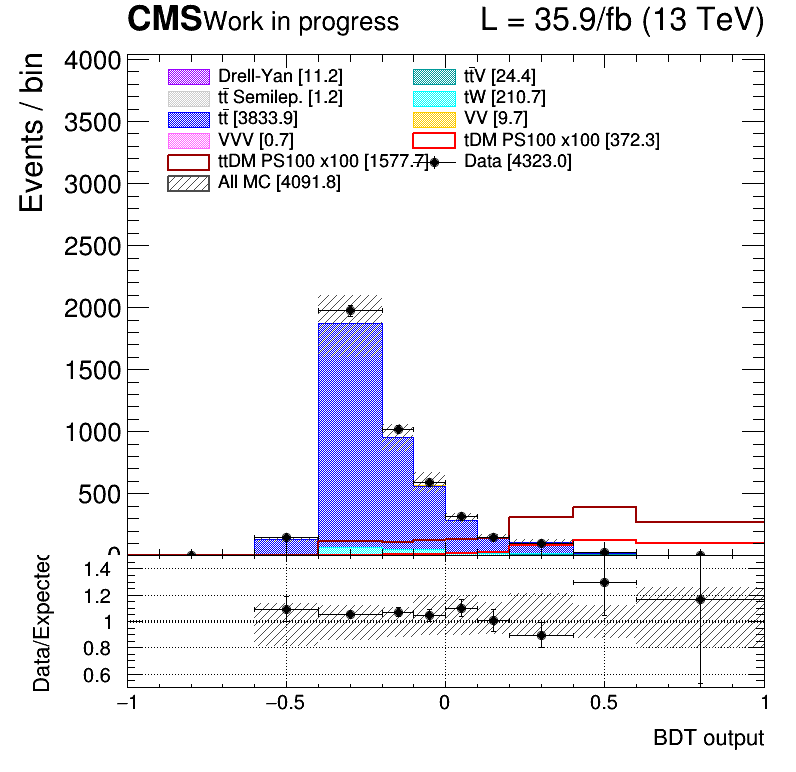 CMS Work in progress L = 35.9/fb (13 TeV)
Events / bin
4000
3500
3000
2500
2000
1500
1000
500
0
Drell-Yan [11.2] tt̄V [24.4]
tt̄ Semilep. [1.2] tW [210.7]
tt̄ [3833.9] VV [9.7]
VVV [0.7] tDM PS100 x100 [372.3]
ttDM PS100 x100 [1577.7] Data [4323.0]
All MC [4091.8]
Data/Expected
1.4
1.2
1
0.8
0.6
−1 −0.5 0 0.5 1
BDT output